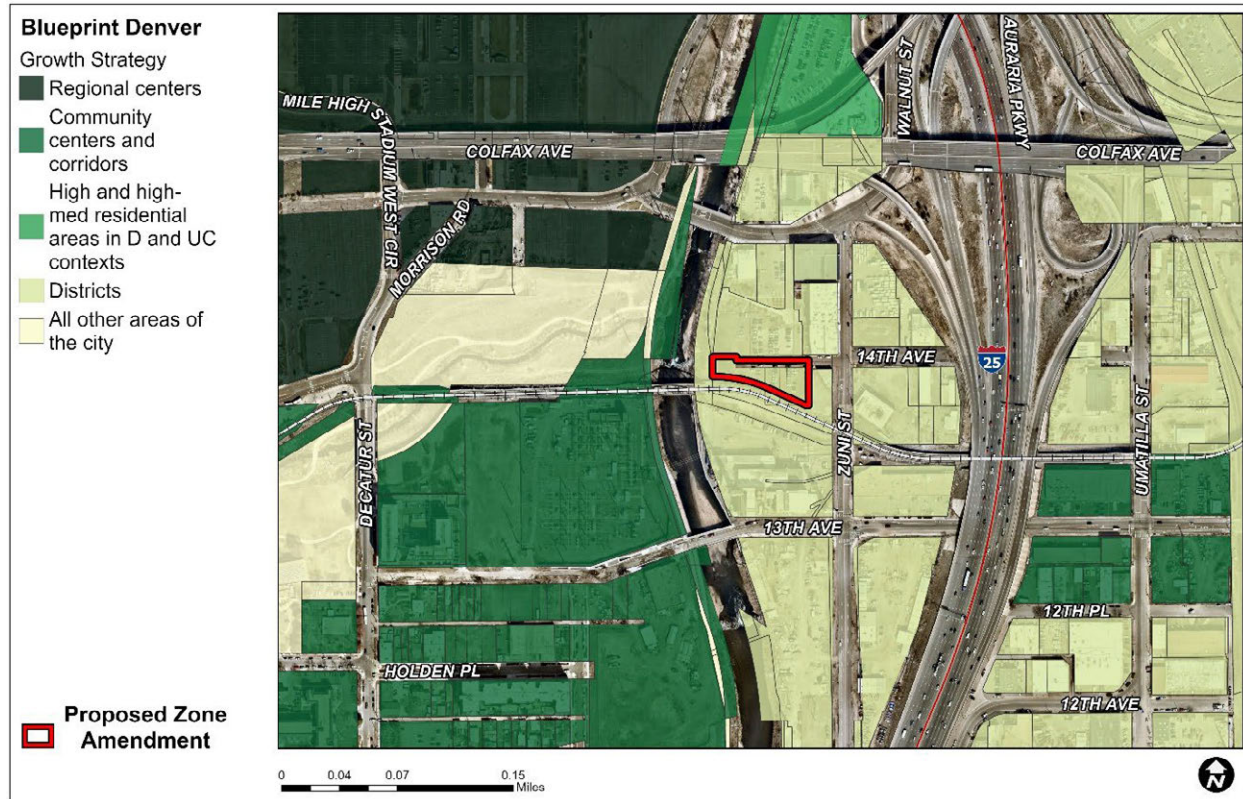 Blueprint Denver
Growth Strategy
Regional centers
Community
centers and
corridors
High and high-
med residential
areas in D and UC
contexts
Districts
All other areas of
the city
Proposed Zone
Amendment
MILE HIGH STADIUM WEST CIR
MORRISON RD
COLFAX AVE
WALNUT ST
AURARIA PKWY
COLFAX AVE
14TH AVE
25
DECATUR ST
ZUNI ST
UMATILLA ST
13TH AVE
12TH PL
HOLDEN PL
12TH AVE
0 0.04 0.07 0.15
Miles
N